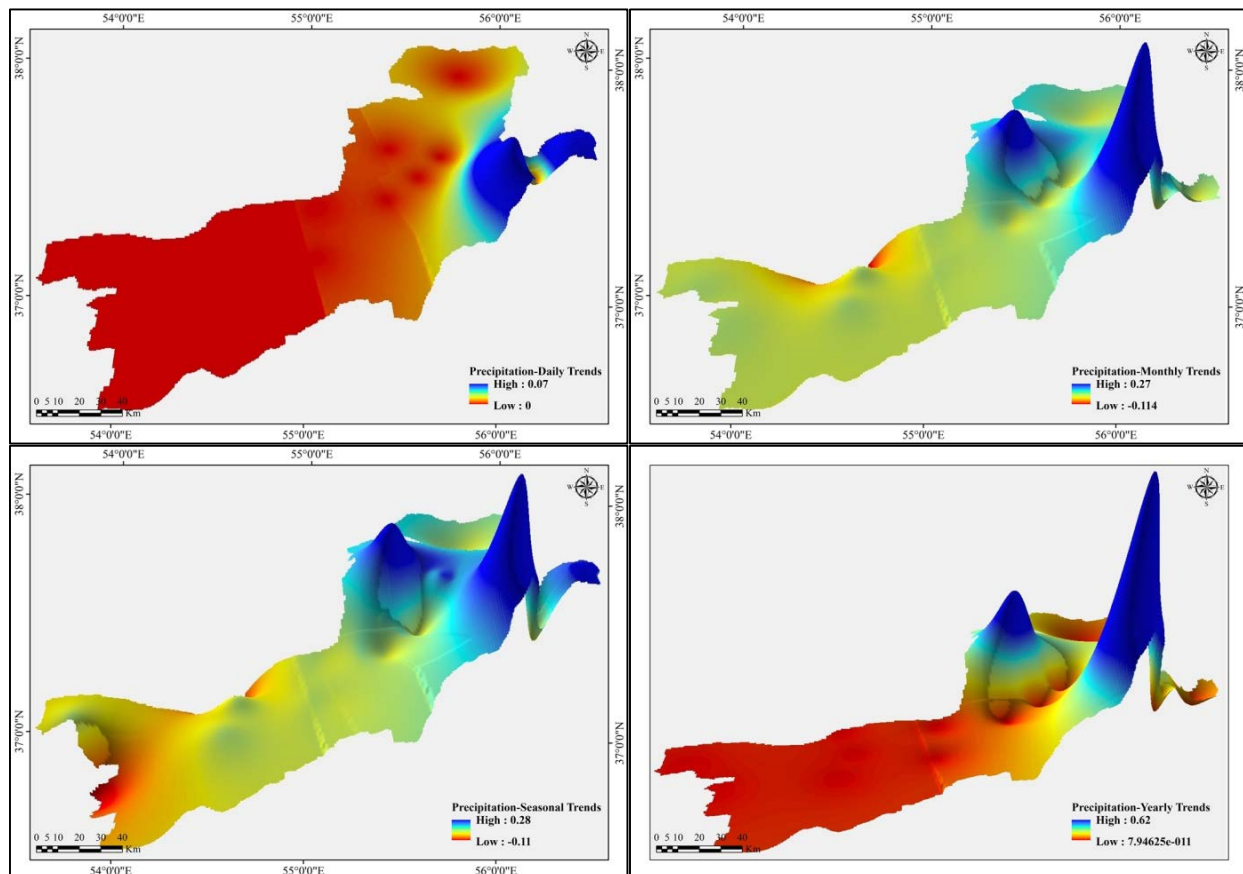 54°0'0"E 55°0'0"E 56°0'0"E
N
W E
S
38°0'0"N
37°0'0"N
Precipitation-Daily Trends
High : 0.07
Low : 0
0 5 10 20 30 40
Km
54°0'0"E 55°0'0"E 56°0'0"E
54°0'0"E 55°0'0"E 56°0'0"E
N
W E
S
38°0'0"N
37°0'0"N
Precipitation-Monthly Trends
High : 0.27
Low : -0.114
0 5 10 20 30 40
Km
54°0'0"E 55°0'0"E 56°0'0"E
38°0'0"N
37°0'0"N
N
W E
S
38°0'0"N
37°0'0"N
Precipitation-Seasonal Trends
High : 0.28
Low : -0.11
0 5 10 20 30 40
Km
54°0'0"E 55°0'0"E 56°0'0"E
N
W E
S
Precipitation-Yearly Trends
High : 0.62
Low : 7.94625e-011
0 5 10 20 30 40
Km